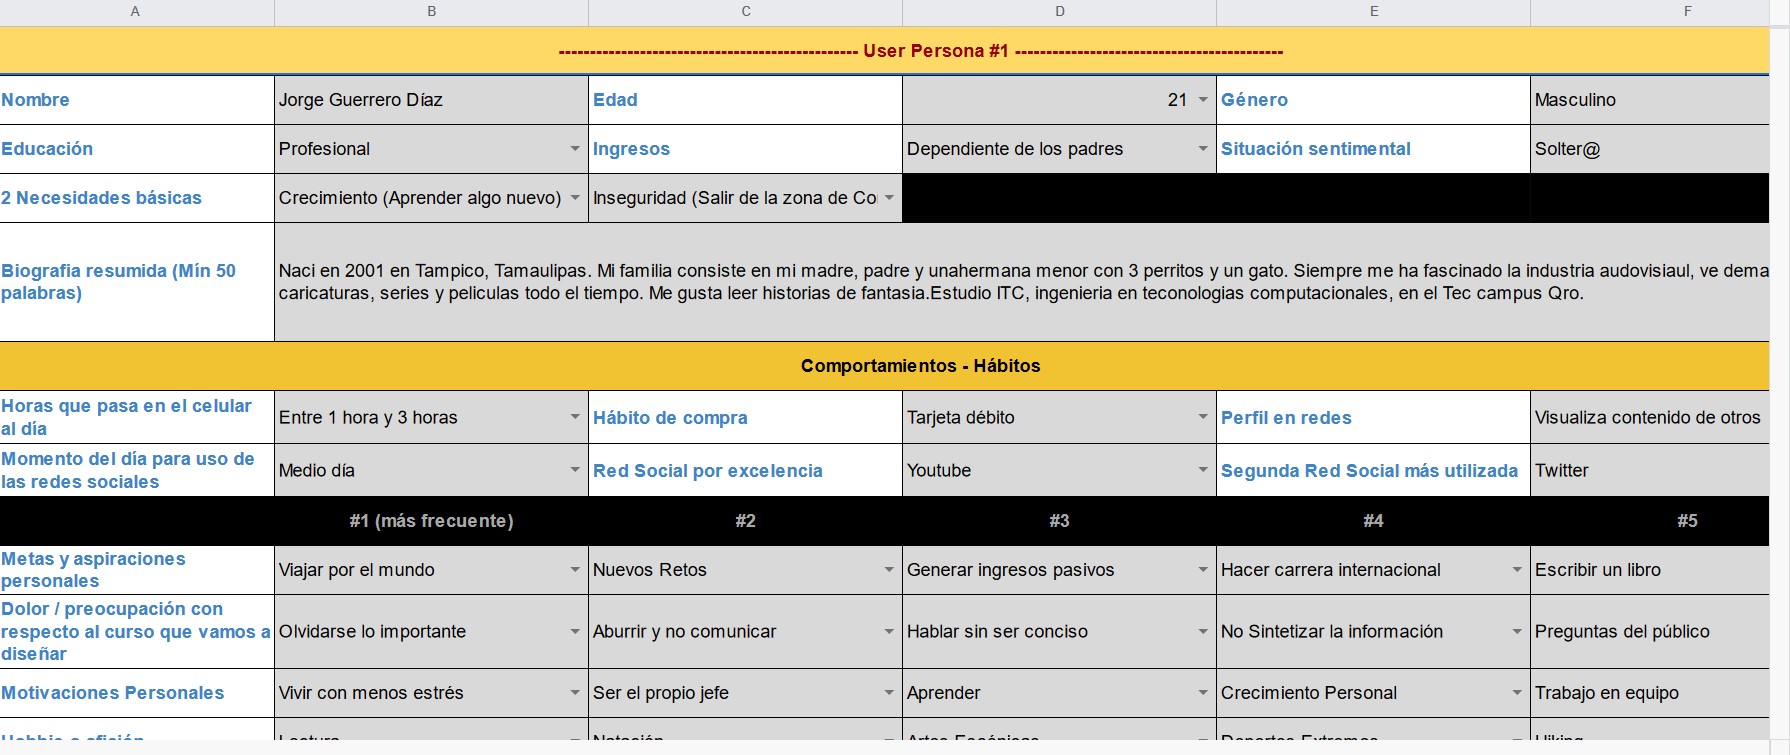 A B C D E F
------------------------------------------------ User Persona #1 -------------------------------------------
Nombre Jorge Guerrero Díaz Edad 21 Género Masculino
Educación Profesional Ingresos Dependiente de los padres Situación sentimental Solter@
2 Necesidades básicas Crecimiento (Aprender algo nuevo) Inseguridad (Salir de la zona de Co
Biografia resumida (Mín 50
palabras)
Naci en 2001 en Tampico, Tamaulipas. Mi familia consiste en mi madre, padre y unahermana menor con 3 perritos y un gato. Siempre me ha fascinado la industria audovisiaul, ve dema
caricaturas, series y peliculas todo el tiempo. Me gusta leer historias de fantasia.Estudio ITC, ingenieria en teconologias computacionales, en el Tec campus Qro.
Comportamientos - Hábitos
Horas que pasa en el celular
al día
Entre 1 hora y 3 horas Hábito de compra Tarjeta débito Perfil en redes Visualiza contenido de otros
Momento del día para uso de
las redes sociales
Medio día Red Social por excelencia Youtube Segunda Red Social más utilizada Twitter
#1 (más frecuente) #2 #3 #4 #5
Metas y aspiraciones
personales
Viajar por el mundo Nuevos Retos Generar ingresos pasivos Hacer carrera internacional Escribir un libro
Dolor / preocupación con
respecto al curso que vamos a
diseñar
Olvidarse lo importante Aburrir y no comunicar Hablar sin ser conciso No Sintetizar la información Preguntas del público
Motivaciones Personales Vivir con menos estrés Ser el propio jefe Aprender Crecimiento Personal Trabajo en equipo
Hobbie o afición Lectura Natación Artes Escénicas Deportes Extremos Hiking